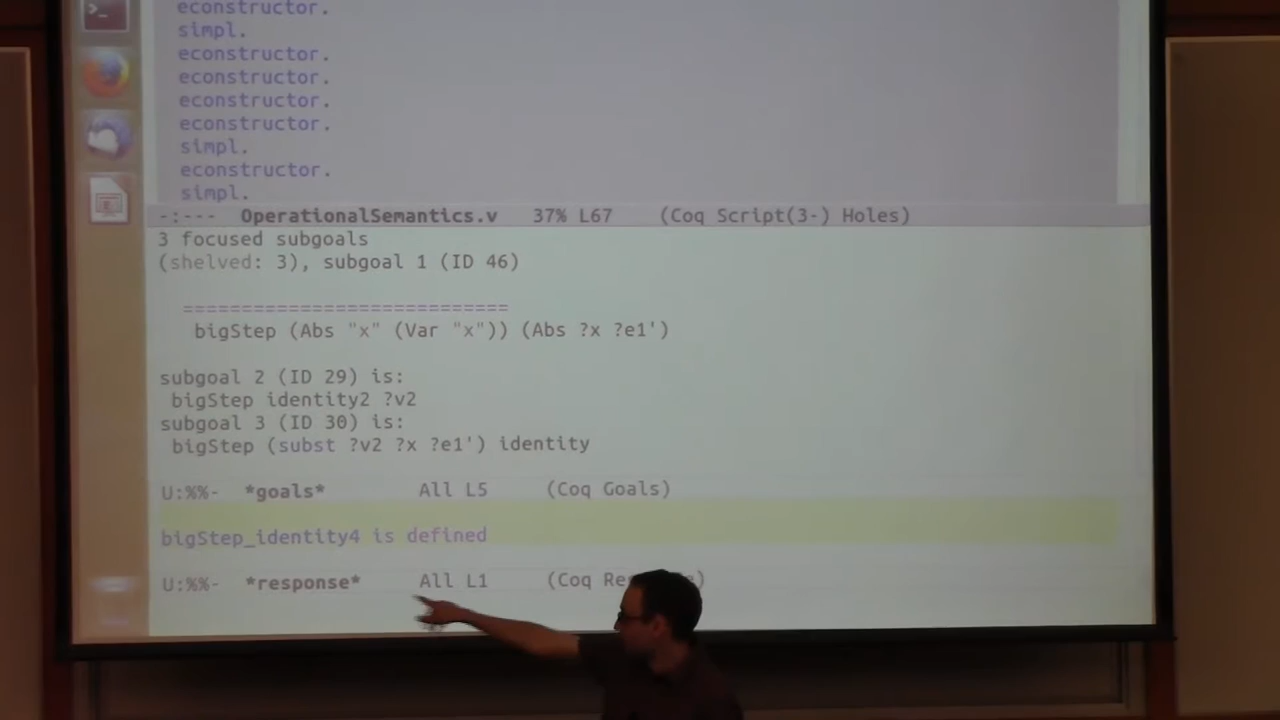 econstructor.
simpl.
econstructor.
econstructor.
econstructor.
econstructor.
simpl.
econstructor.
simpl.
-:--- OperationalSemantics.v 37% L67 (Coq Script(3-) Holes)
3 focused subgoals
(shelved: 3), subgoal 1 (ID 46)
============================
bigStep (Abs "x" (Var "x")) (Abs ?x ?e1')
subgoal 2 (ID 29) is:
bigStep identity2 ?v2
subgoal 3 (ID 30) is:
bigStep (subst ?v2 ?x ?e1') identity
U:%%- *goals* All L5 (Coq Goals)
bigStep_identity4 is defined
U:%%- *response* All L1 (Coq